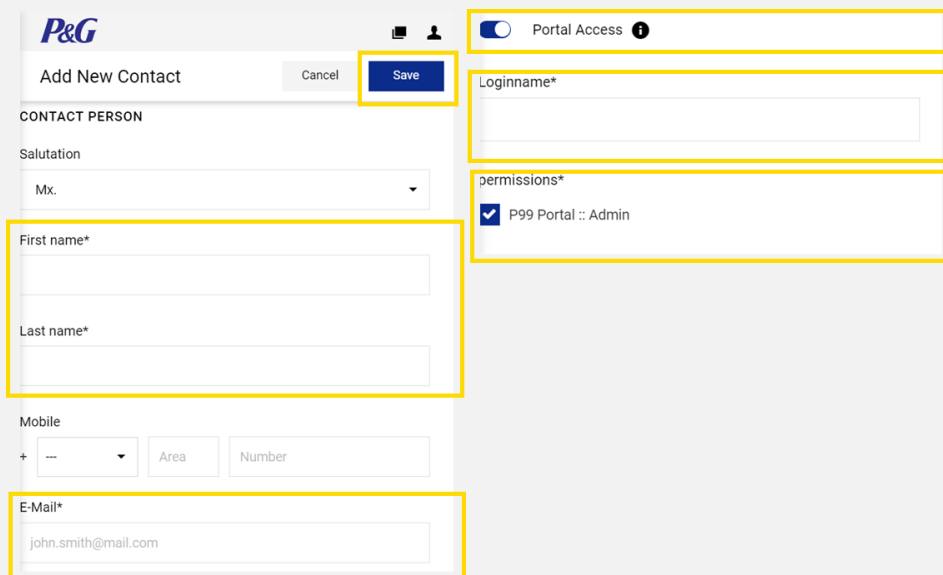 P&G
Add New Contact
Cancel
Save
CONTACT PERSON
Salutation
Mx.
First name*
Last name*
Mobile
+
---
Area
Number
E-Mail*
john.smith@mail.com
Portal Access
Loginname*
permissions*
P99 Portal :: Admin